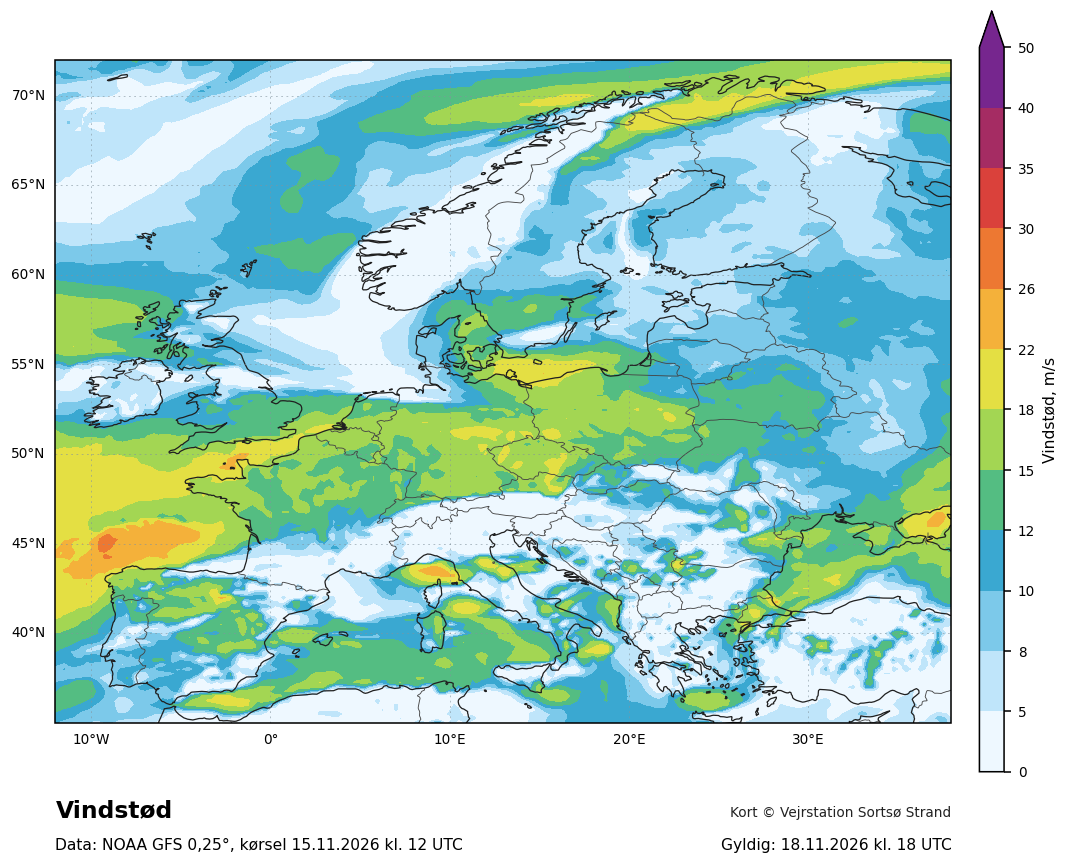 50
40
35
30
26
22
18
15
12
10
8
5
0
Vindstød, m/s
70°N
65°N
60°N
55°N
50°N
45°N
40°N
10°W
0°
10°E
20°E
30°E
Vindstød
Kort © Vejrstation Sortsø Strand
Data: NOAA GFS 0,25°, kørsel 15.11.2026 kl. 12 UTC
Gyldig: 18.11.2026 kl. 18 UTC